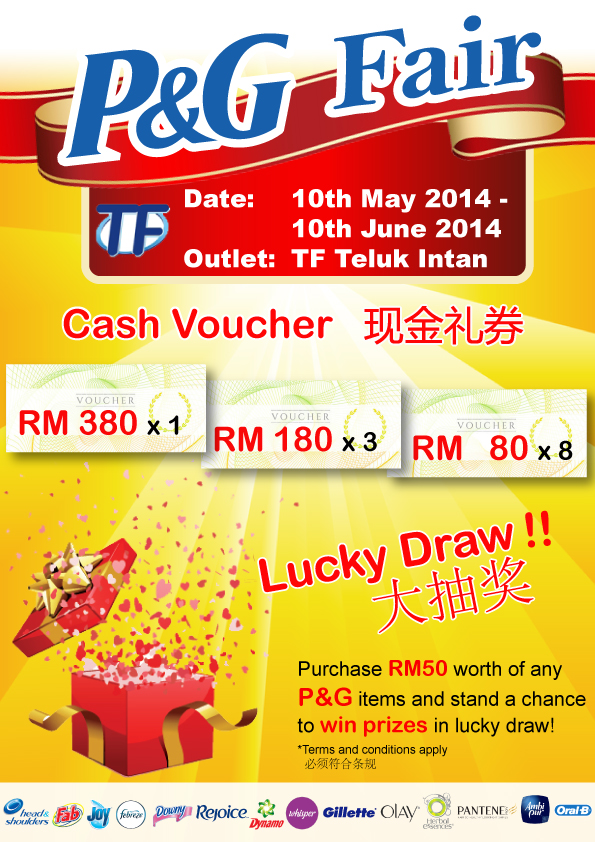 P&G Fair
TF
Date: 10th May 2014 -
10th June 2014
Outlet: TF Teluk Intan
Cash Voucher 现金礼券
VOUCHER
RM 380 x 1
VOUCHER
RM 180 x 3
VOUCHER
RM 80 x 8
Lucky Draw !!
大抽奖
Purchase RM50 worth of any
P&G items and stand a chance
to win prizes in lucky draw!
*Terms and conditions apply
必须符合条规
head & shoulders Fab Joy febreze Downy Rejoice Dynamo whisper Gillette OLAY Herbal essences PANTENE Ambi pur Oral-B